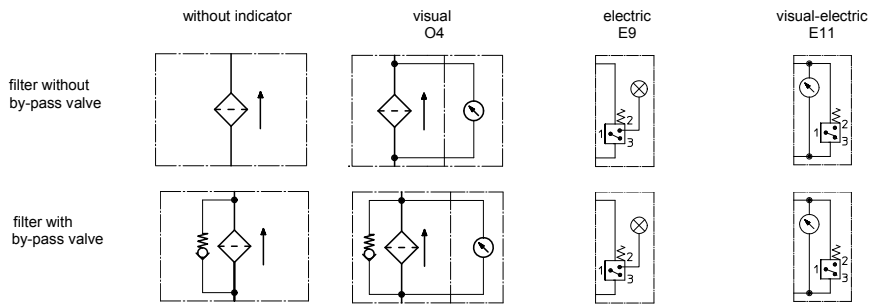 without indicator
visual
O4
electric
E9
visual-electric
E11
filter without
by-pass valve
1 2
3
1 2
3
filter with
by-pass valve
1 2
3
1 2
3